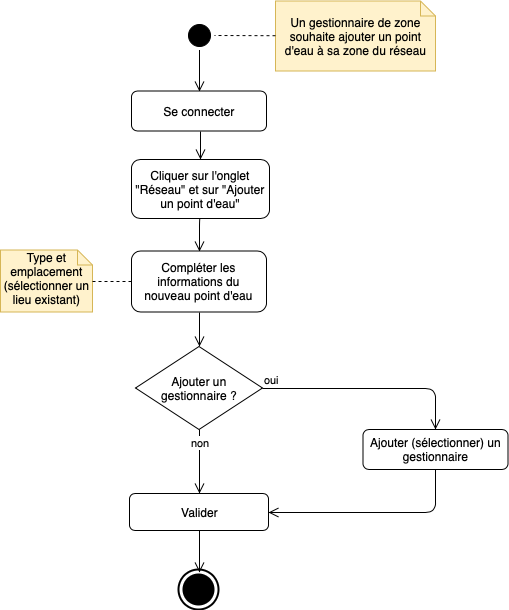 Un gestionnaire de zone
souhaite ajouter un point
d'eau à sa zone du réseau
Se connecter
Cliquer sur l'onglet
"Réseau" et sur "Ajouter
un point d'eau"
Type et
emplacement
(sélectionner un
lieu existant)
Compléter les
informations du
nouveau point d'eau
Ajouter un
gestionnaire ?
oui
non
Ajouter (sélectionner) un
gestionnaire
Valider